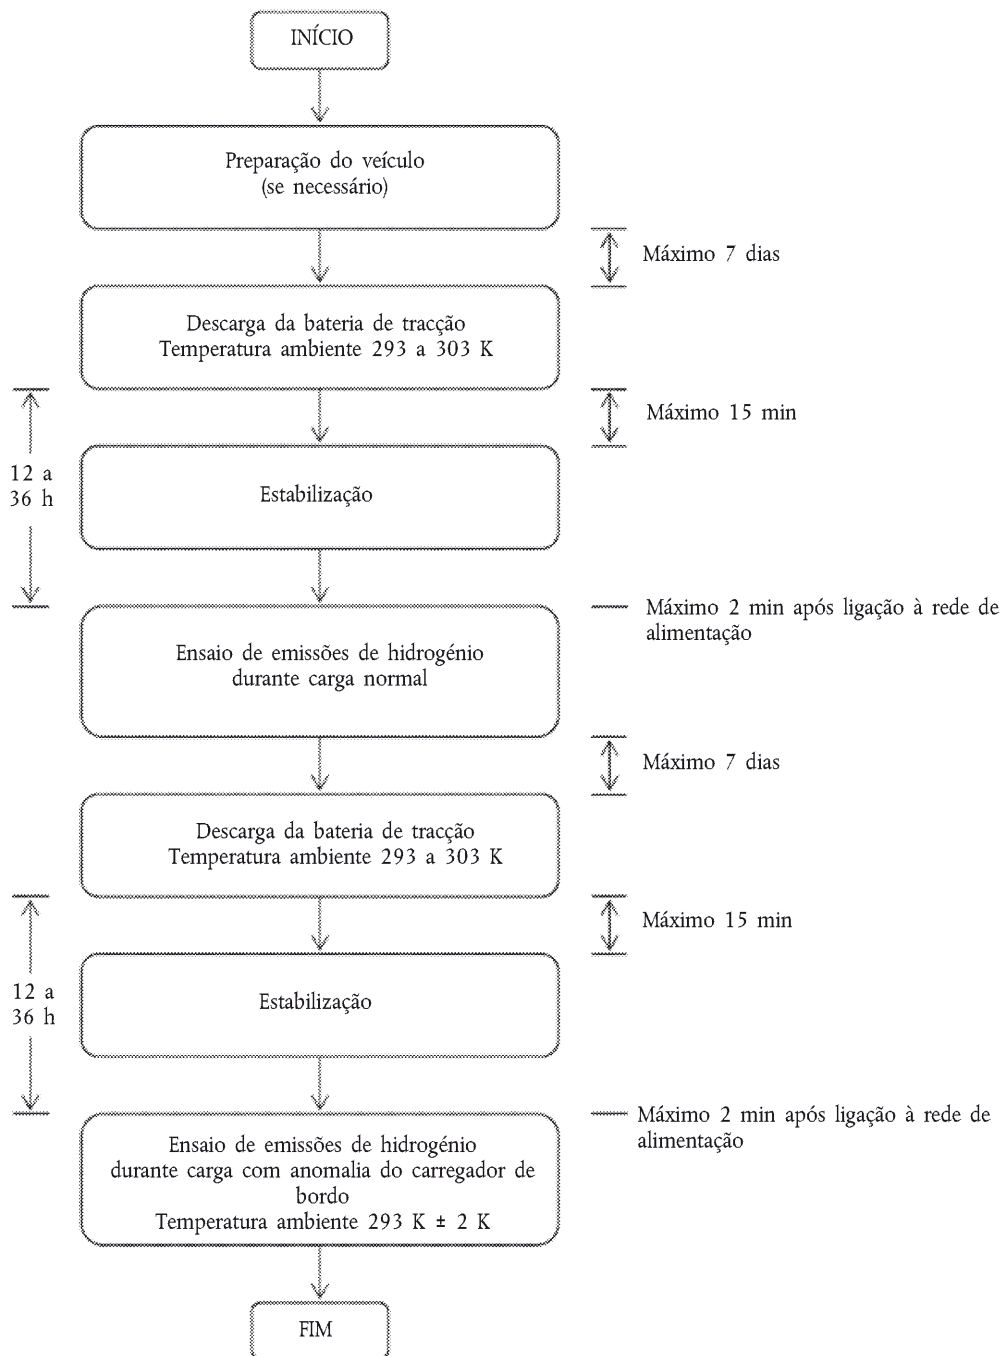 INÍCIO
Preparação do veículo
(se necessário)
Máximo 7 dias
Descarga da bateria de tracção
Temperatura ambiente 293 a 303 K
Máximo 15 min
12 a
36 h
Estabilização
Máximo 2 min após ligação à rede de
alimentação
Ensaio de emissões de hidrogénio
durante carga normal
Máximo 7 dias
Descarga da bateria de tracção
Temperatura ambiente 293 a 303 K
Máximo 15 min
12 a
36 h
Estabilização
Máximo 2 min após ligação à rede de
alimentação
Ensaio de emissões de hidrogénio
durante carga com anomalia do carregador de
bordo
Temperatura ambiente 293 K ± 2 K
FIM